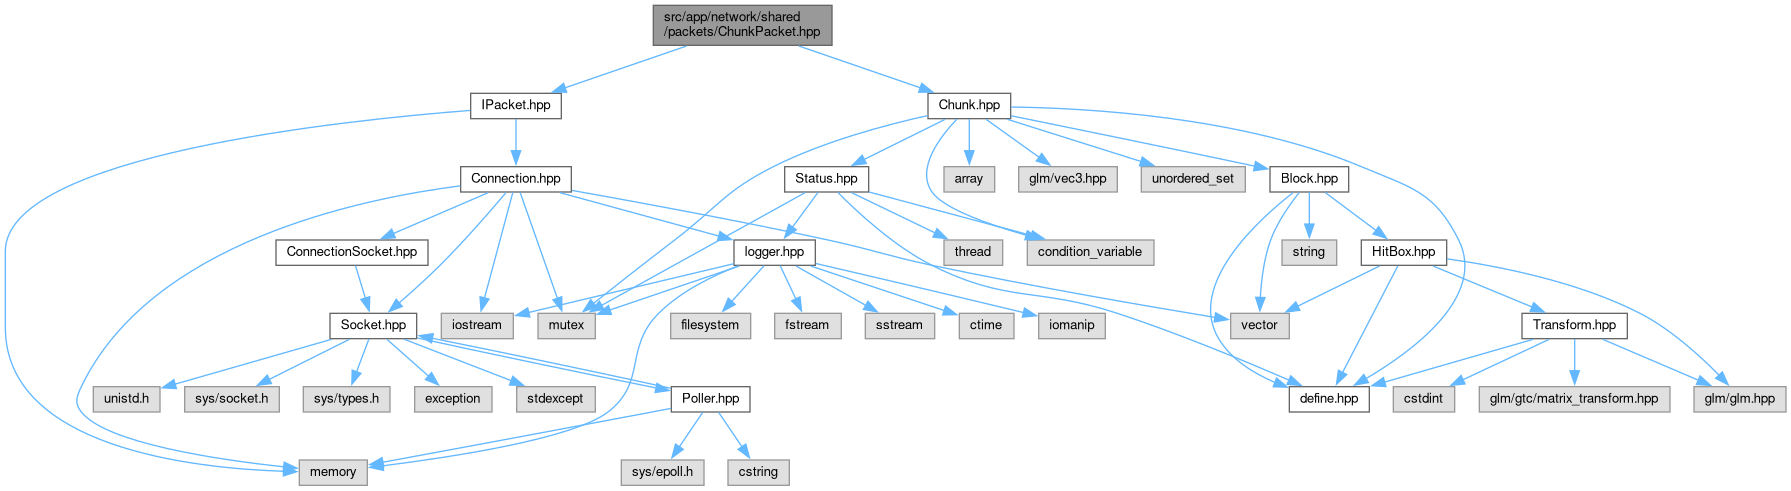 src/app/network/shared
/packets/ChunkPacket.hpp
IPacket.hpp
Chunk.hpp
Connection.hpp
Status.hpp
array
glm/vec3.hpp
unordered_set
Block.hpp
ConnectionSocket.hpp
logger.hpp
thread
condition_variable
string
HitBox.hpp
Socket.hpp
iostream
mutex
filesystem
fstream
sstream
ctime
iomanip
vector
Transform.hpp
unistd.h
sys/socket.h
sys/types.h
exception
stdexcept
Poller.hpp
define.hpp
cstdint
glm/gtc/matrix_transform.hpp
glm/glm.hpp
memory
sys/epoll.h
cstring